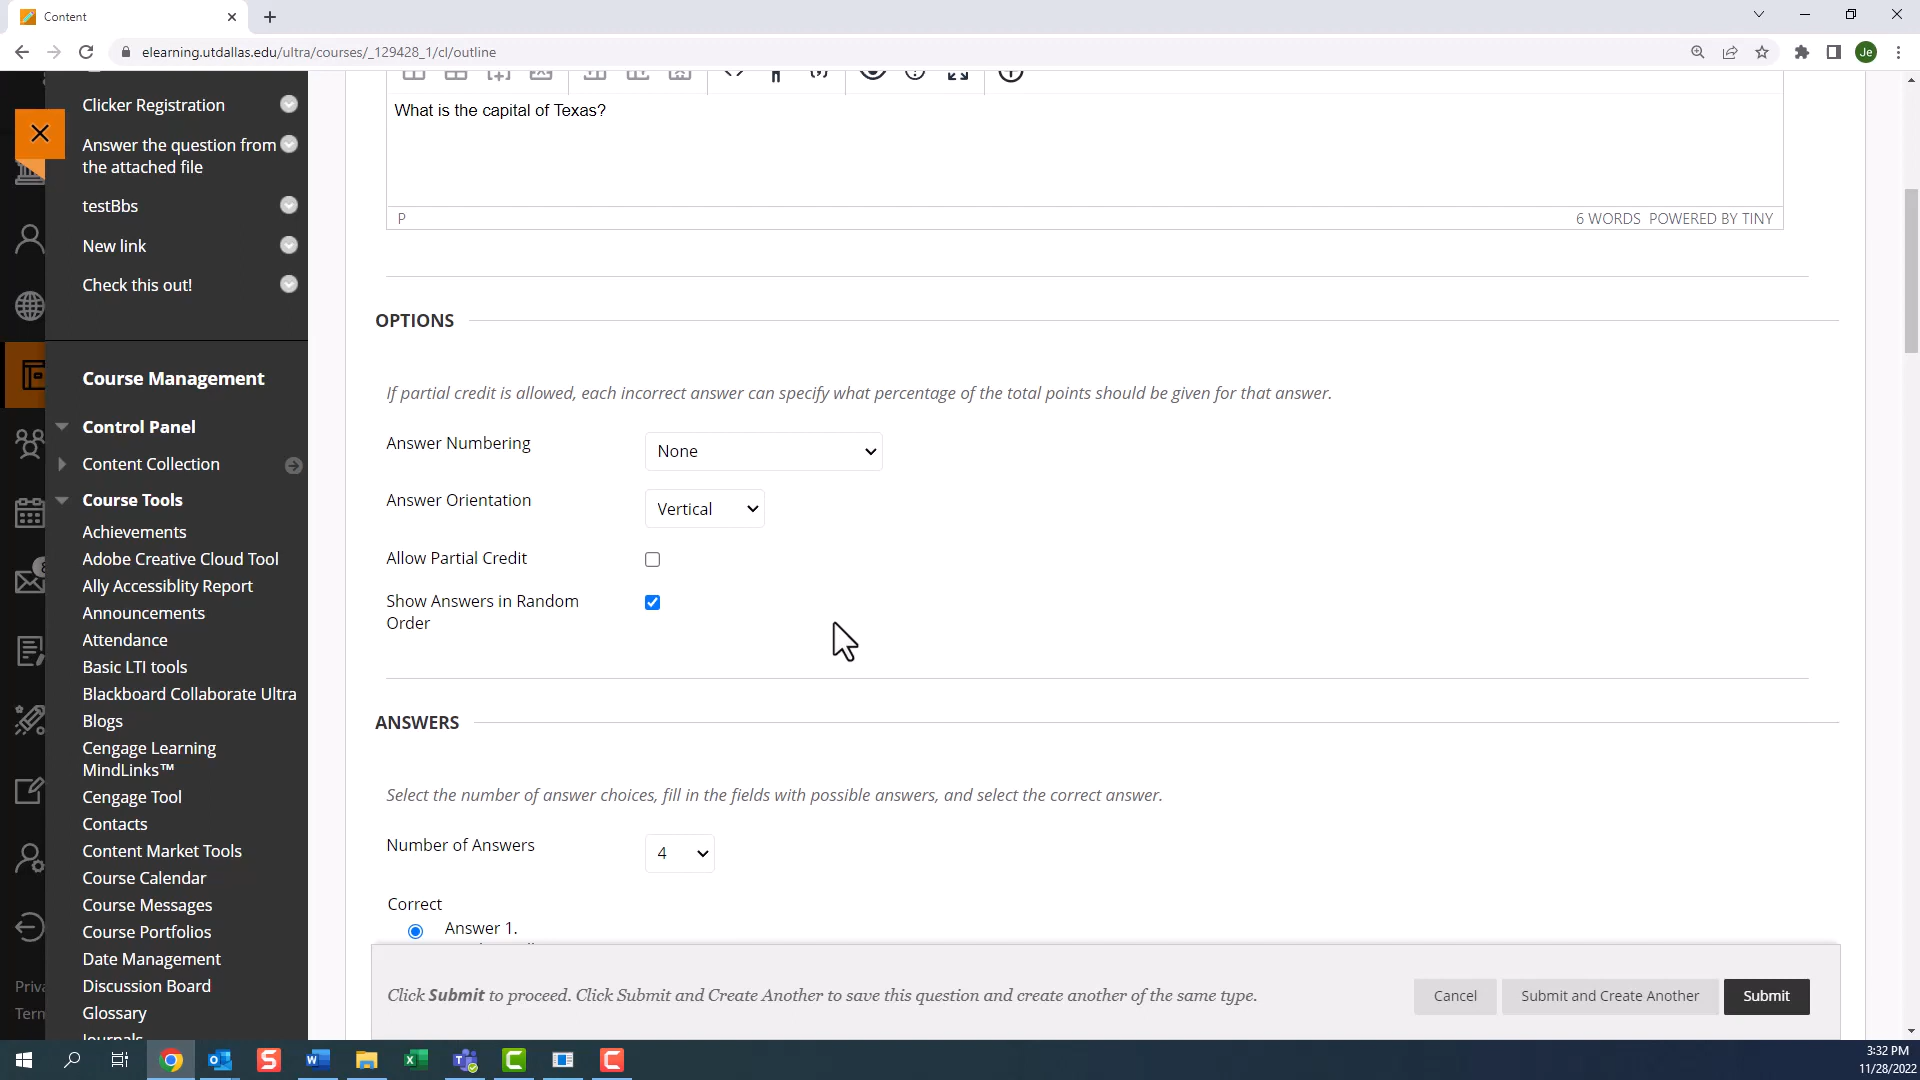 Content
elearning.utdallas.edu/ultra/courses/_129428_1/cl/outline
Je
Clicker Registration
Answer the question from
the attached file
testBbs
New link
Check this out!
Course Management
Control Panel
Content Collection
Course Tools
Achievements
Adobe Creative Cloud Tool
Ally Accessiblity Report
Announcements
Attendance
Basic LTI tools
Blackboard Collaborate Ultra
Blogs
Cengage Learning
MindLinks™
Cengage Tool
Contacts
Content Market Tools
Course Calendar
Course Messages
Course Portfolios
Date Management
Discussion Board
Glossary
Journals
What is the capital of Texas?
P
6 WORDS POWERED BY TINY
OPTIONS
If partial credit is allowed, each incorrect answer can specify what percentage of the total points should be given for that answer.
Answer Numbering
None
Answer Orientation
Vertical
Allow Partial Credit
Show Answers in Random
Order
ANSWERS
Select the number of answer choices, fill in the fields with possible answers, and select the correct answer.
Number of Answers
4
Correct
Answer 1.
Click Submit to proceed. Click Submit and Create Another to save this question and create another of the same type.
Cancel
Submit and Create Another
Submit
3:32 PM
11/28/2022